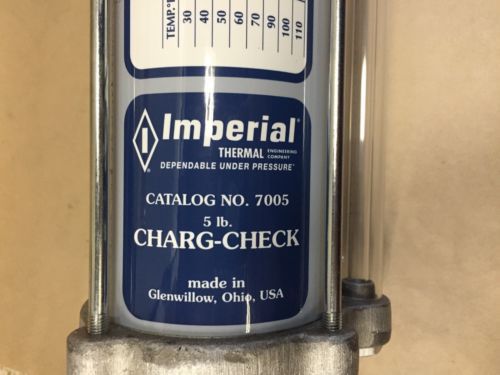 TEMP.°F
30
40
50
60
70
90
100
110
I Imperial®
THERMAL ENGINEERING COMPANY
DEPENDABLE UNDER PRESSURE
CATALOG NO. 7005
5 lb.
CHARG-CHECK
made in
Glenwillow, Ohio, USA